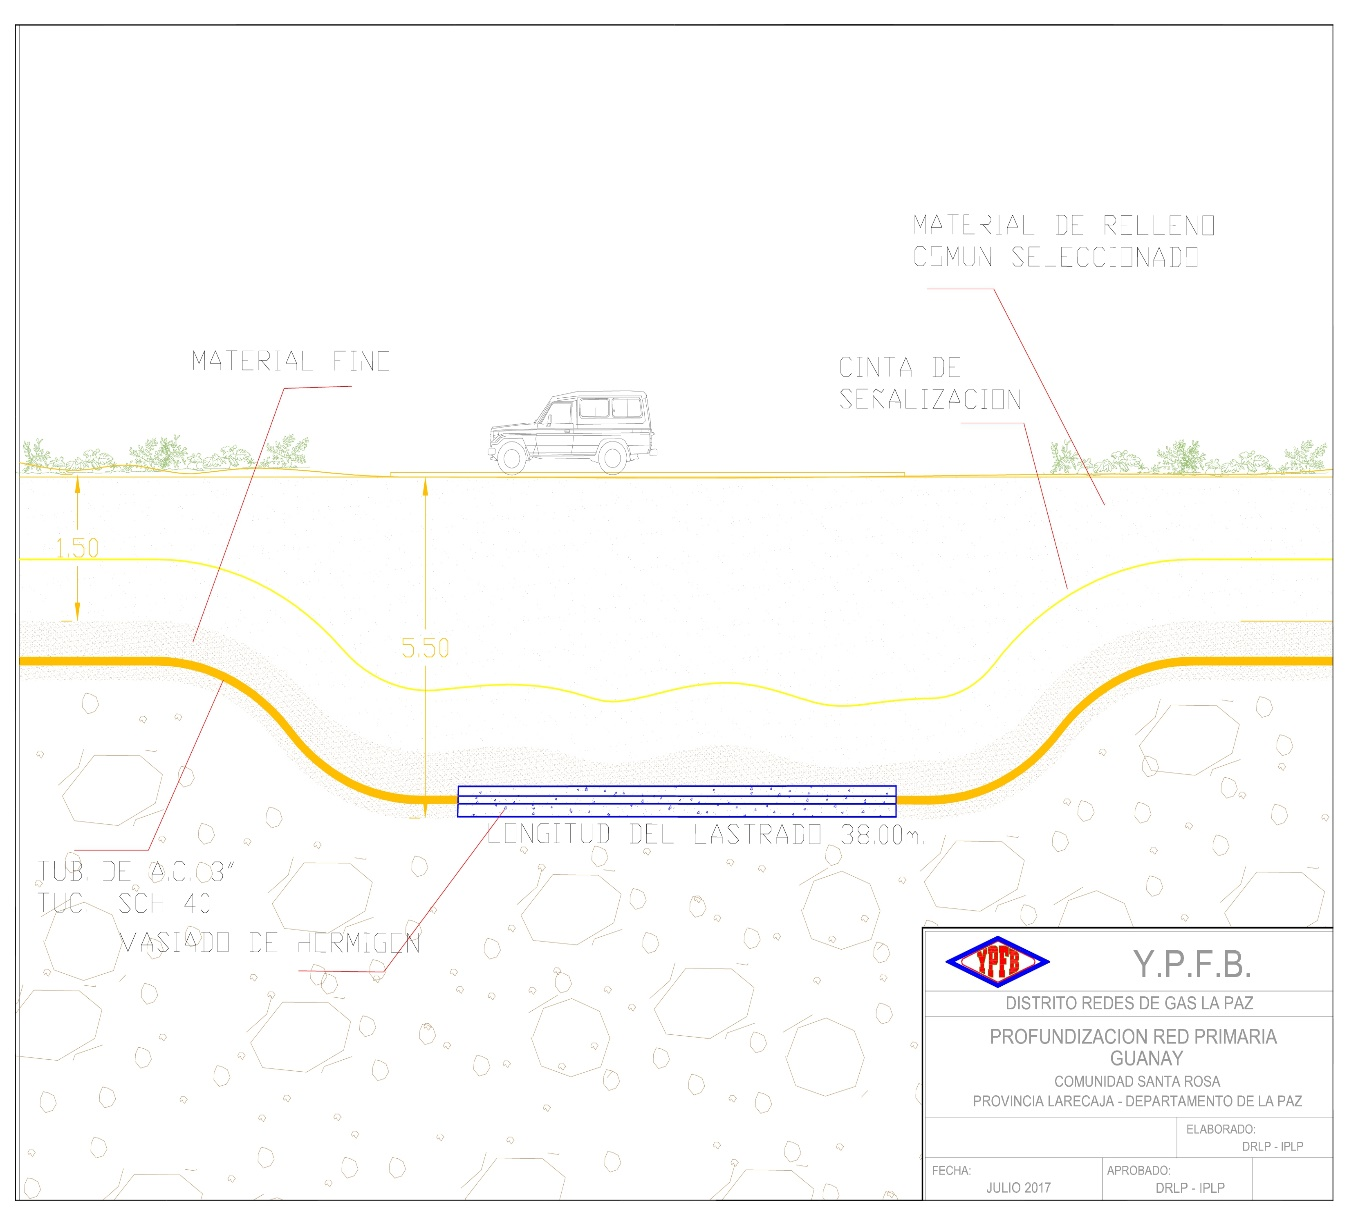 MATERIAL DE RELLENO
COMUN SELECCIONADO
MATERIAL FINO
CINTA DE
SEÑALIZACION
1.50
5.50
LONGITUD DEL LASTRADO 38.00m.
TUB. DE A.C. 3"
SCH 40
VASIADO DE HORMIGON
YPFB
Y.P.F.B.
DISTRITO REDES DE GAS LA PAZ
PROFUNDIZACION RED PRIMARIA
GUANAY
COMUNIDAD SANTA ROSA
PROVINCIA LARECAJA - DEPARTAMENTO DE LA PAZ
ELABORADO:
DRLP - IPLP
FECHA:
JULIO 2017
APROBADO:
DRLP - IPLP